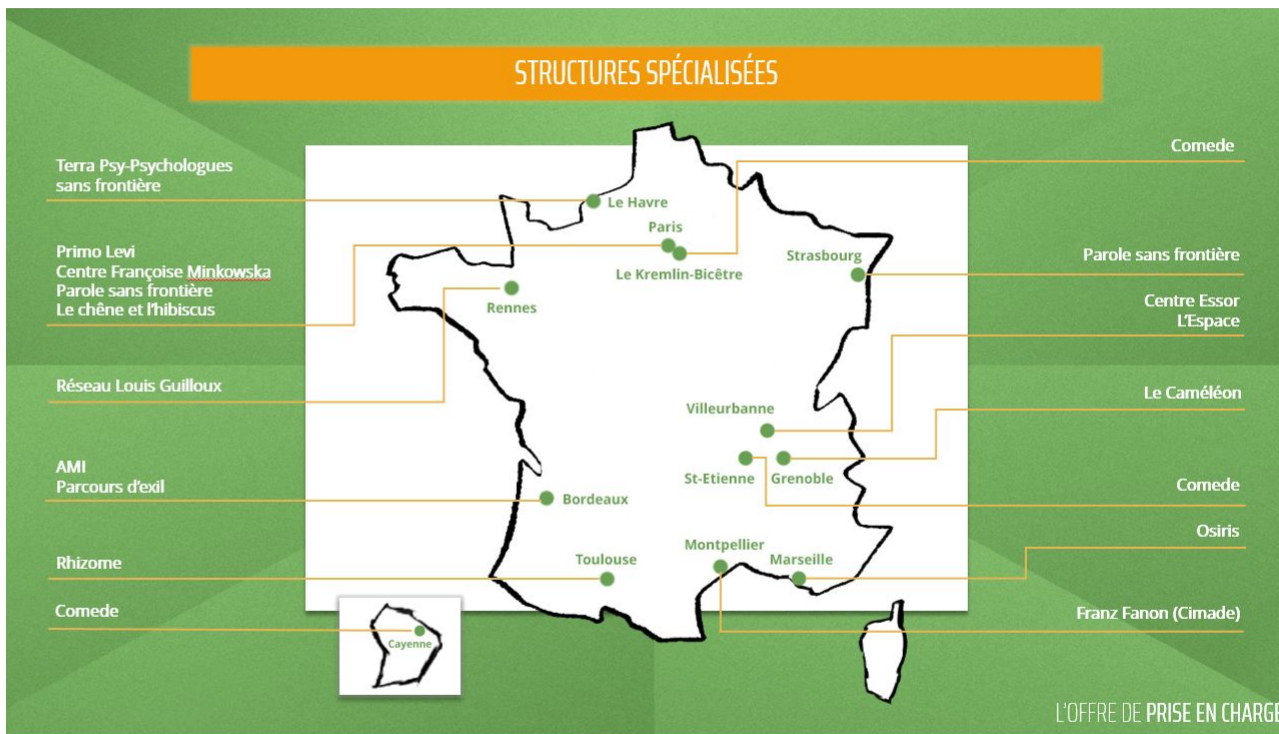 STRUCTURES SPÉCIALISÉES
Terra Psy-Psychologues
sans frontière
Primo Levi
Centre Françoise Minkowska
Parole sans frontière
Le chêne et l'hibiscus
Réseau Louis Guilloux
AMI
Parcours d'exil
Rhizome
Comede
Le Havre
Paris
Le Kremlin-Bicêtre
Strasbourg
Rennes
Villeurbanne
St-Etienne
Grenoble
Bordeaux
Montpellier
Toulouse
Marseille
Cayenne
Comede
Parole sans frontière
Centre Essor
L'Espace
Le Caméléon
Comede
Osiris
Franz Fanon (Cimade)
L'OFFRE DE PRISE EN CHARGE